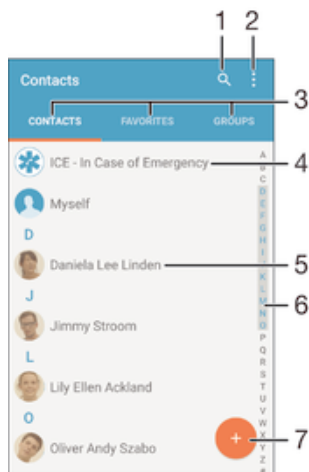 1 2
Contacts
3
CONTACTS FAVORITES GROUPS
ICE - In Case of Emergency 4
Myself
D
Daniela Lee Linden 5
J
Jimmy Stroom
6
L
Lily Ellen Ackland
O
Oliver Andy Szabo
+ 7
A
B
C
D
E
F
G
H
I
K
L
M
N
O
P
Q
R
S
T
U
V
W
X
Y
Z